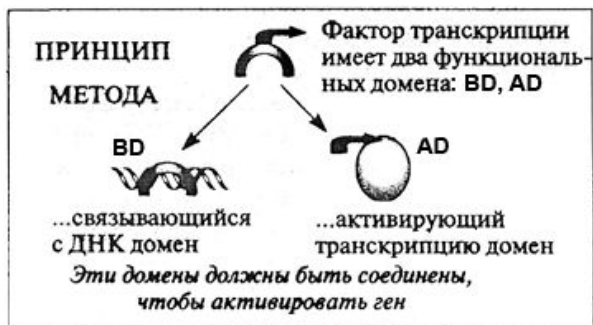 ПРИНЦИП
МЕТОДА
Фактор транскрипции
имеет два функциональ-
ных домена: BD, AD
BD
AD
...связывающийся
с ДНК домен
...активирующий
транскрипцию домен
Эти домены должны быть соединены,
чтобы активировать ген